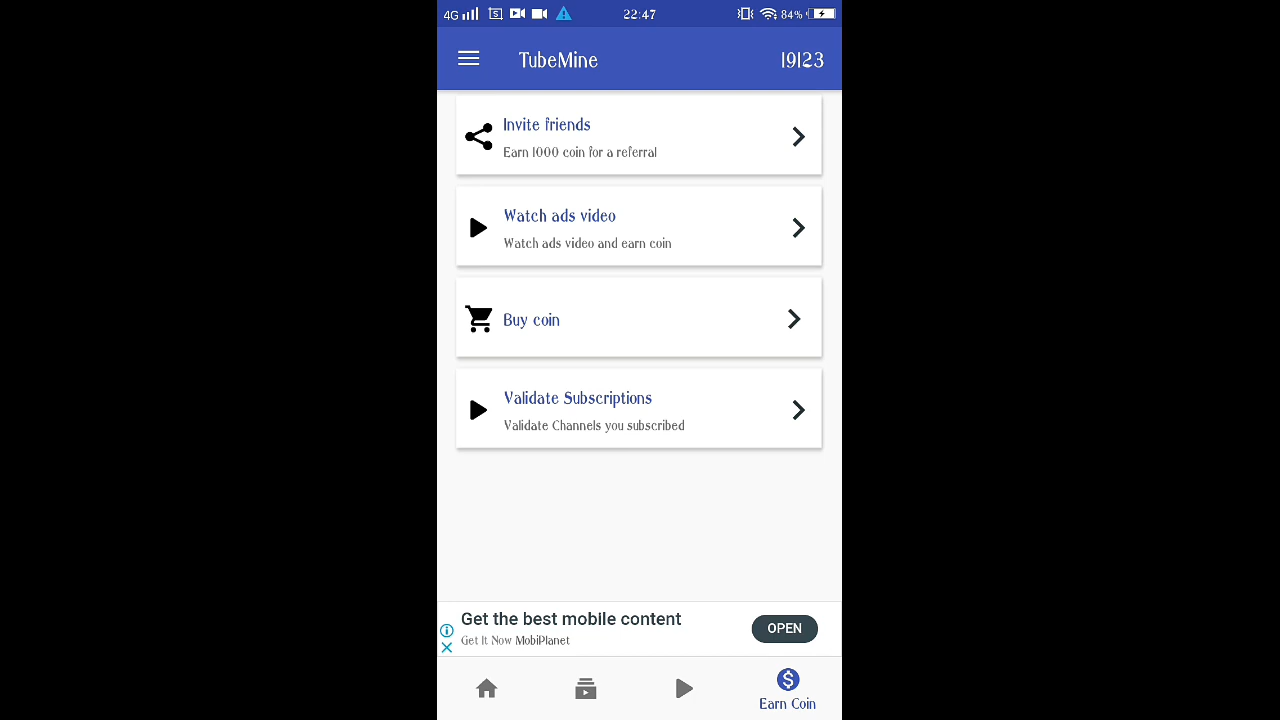 4G 22:47 84%
TubeMine 19123
Invite friends
Earn 1000 coin for a referral
Watch ads video
Watch ads video and earn coin
Buy coin
Validate Subscriptions
Validate Channels you subscribed
Get the best mobile content
Get It Now MobiPlanet
OPEN
Earn Coin